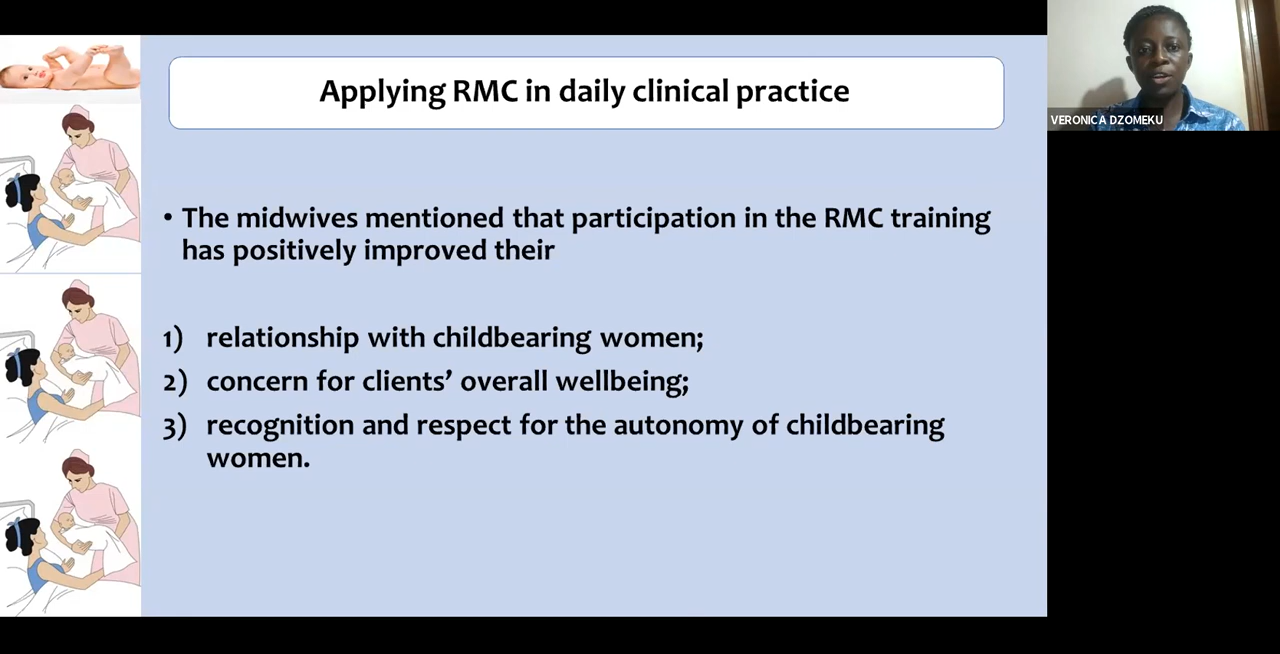 Applying RMC in daily clinical practice
VERONICA DZOMEKU
• The midwives mentioned that participation in the RMC training
has positively improved their
1) relationship with childbearing women;
2) concern for clients’ overall wellbeing;
3) recognition and respect for the autonomy of childbearing
women.